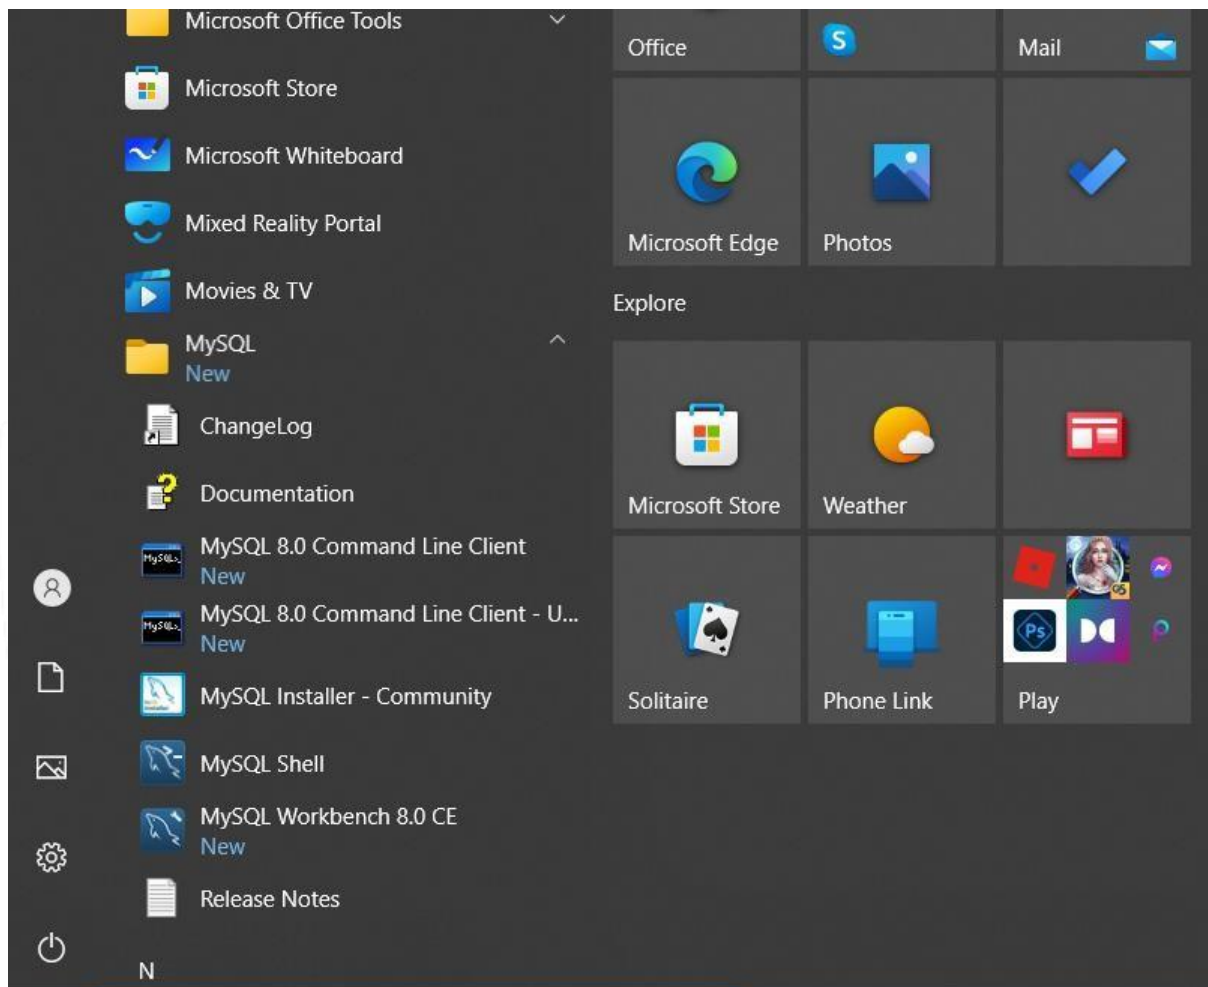 Microsoft Office Tools
Microsoft Store
Microsoft Whiteboard
Mixed Reality Portal
Movies & TV
MySQL
New
ChangeLog
Documentation
MySQL 8.0 Command Line Client
New
MySQL 8.0 Command Line Client - U...
New
MySQL Installer - Community
MySQL Shell
MySQL Workbench 8.0 CE
New
Release Notes
N
Office
S
Mail
Microsoft Edge
Photos
Explore
Microsoft Store
Weather
Solitaire
Phone Link
Ps
Play